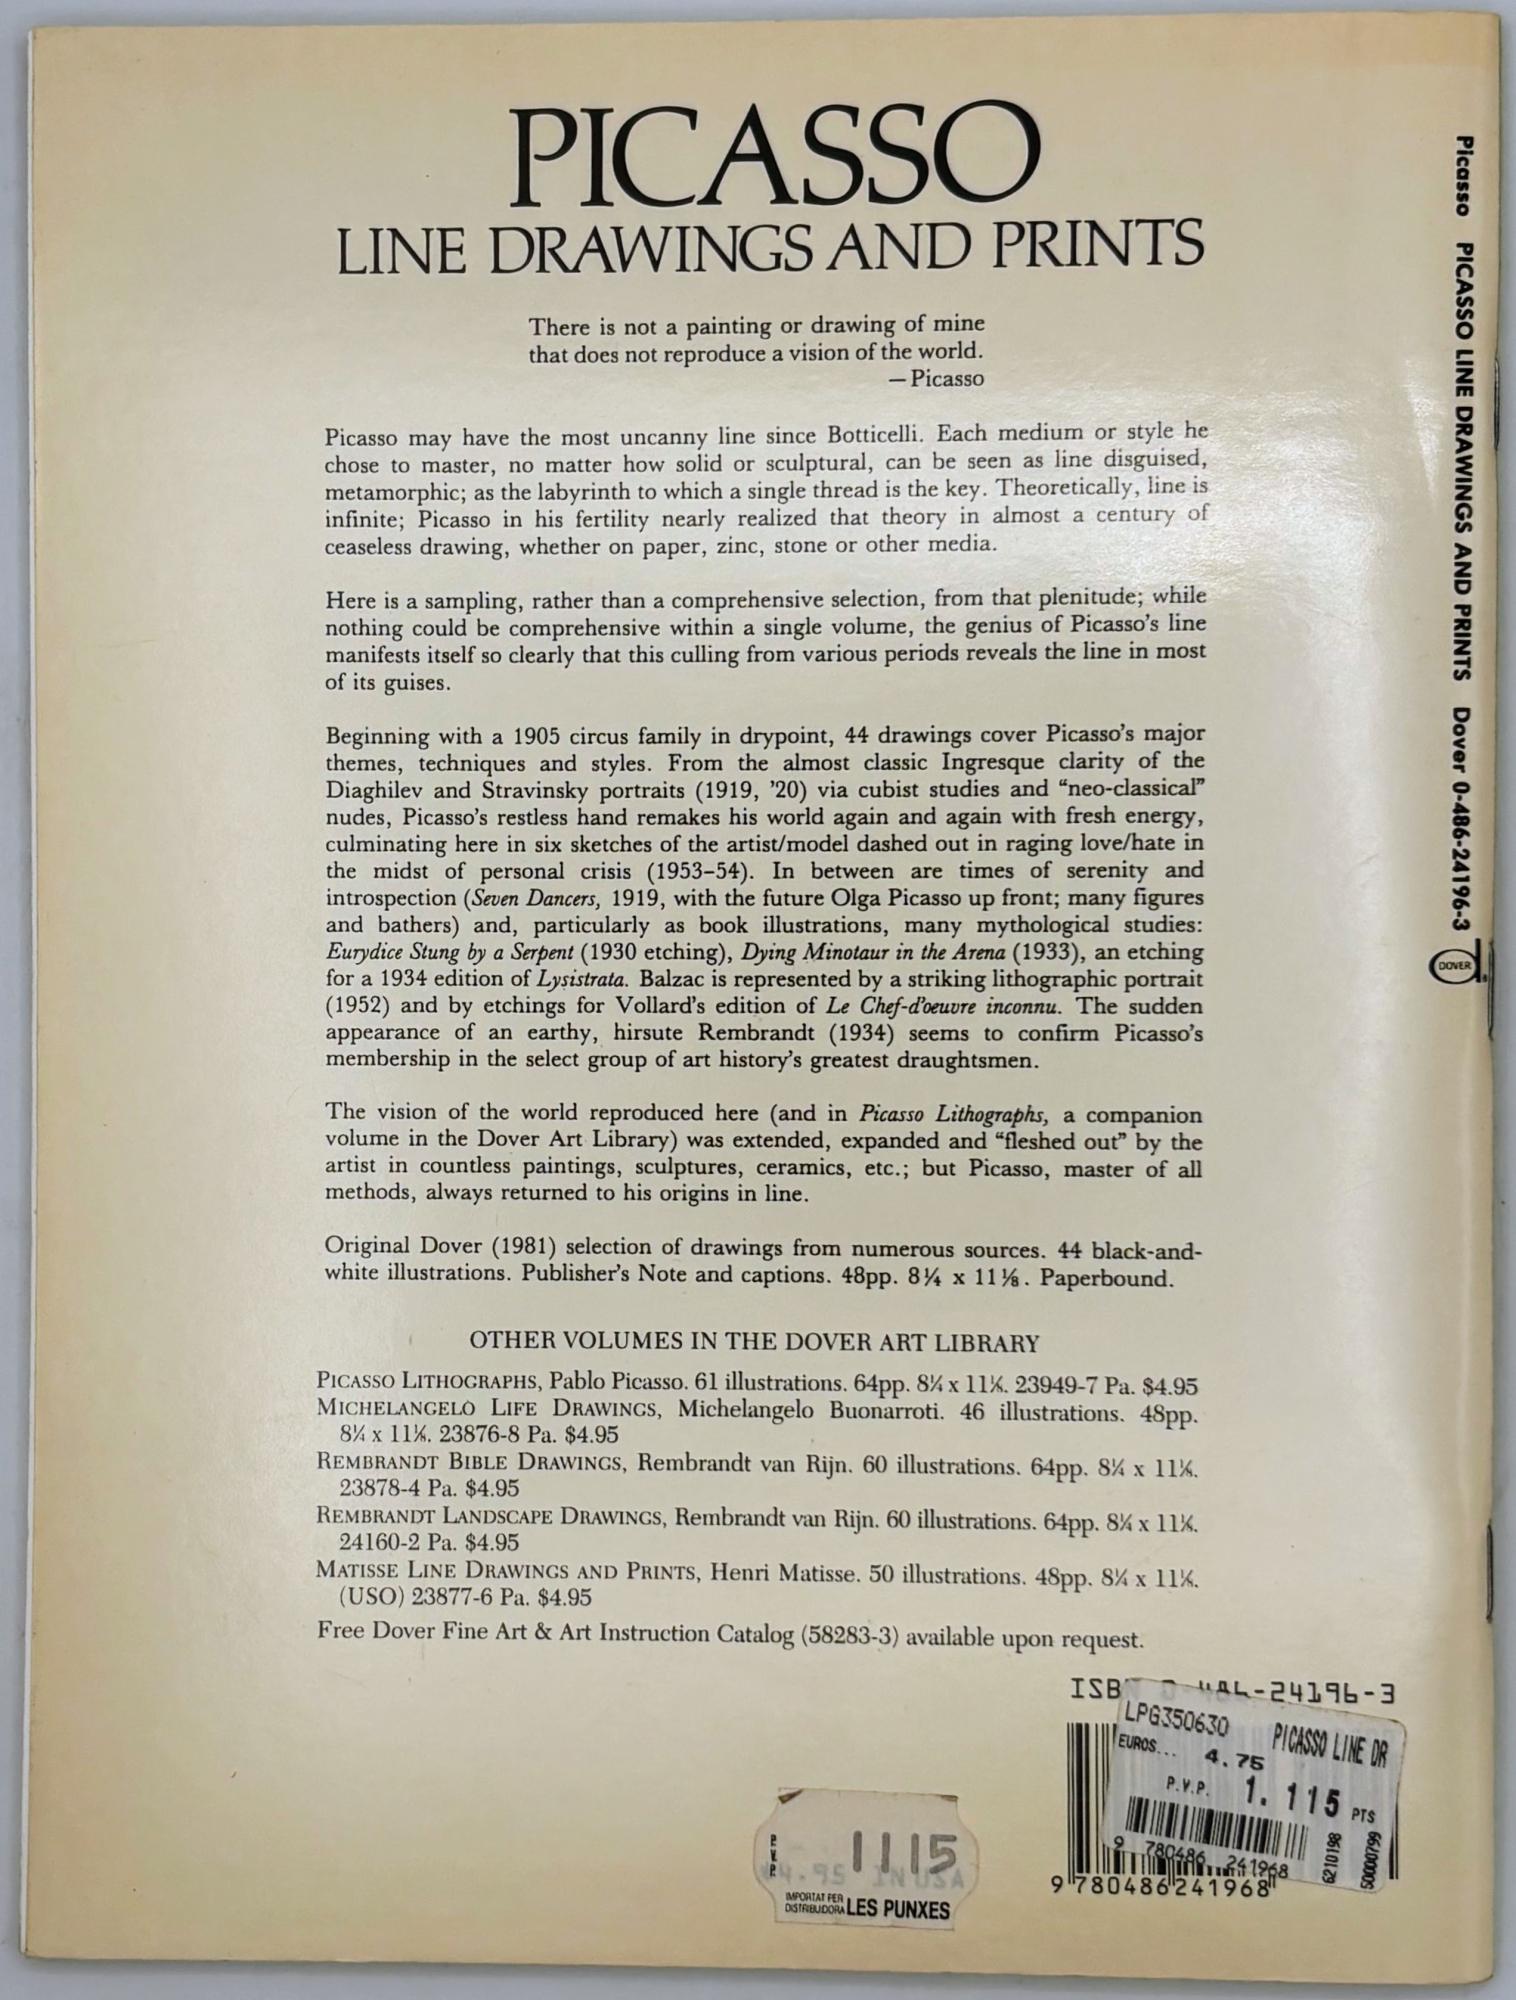 PICASSO
LINE DRAWINGS AND PRINTS
There is not a painting or drawing of mine
that does not reproduce a vision of the world.
—Picasso
Picasso may have the most uncanny line since Botticelli. Each medium or style he
chose to master, no matter how solid or sculptural, can be seen as line disguised,
metamorphic; as the labyrinth to which a single thread is the key. Theoretically, line is
infinite; Picasso in his fertility nearly realized that theory in almost a century of
ceaseless drawing, whether on paper, zinc, stone or other media.
Here is a sampling, rather than a comprehensive selection, from that plenitude; while
nothing could be comprehensive within a single volume, the genius of Picasso's line
manifests itself so clearly that this culling from various periods reveals the line in most
of its guises.
Beginning with a 1905 circus family in drypoint, 44 drawings cover Picasso's major
themes, techniques and styles. From the almost classic Ingresque clarity of the
Diaghilev and Stravinsky portraits (1919, '20) via cubist studies and “neo-classical”
nudes, Picasso's restless hand remakes his world again and again with fresh energy,
culminating here in six sketches of the artist/model dashed out in raging love/hate in
the midst of personal crisis (1953–54). In between are times of serenity and
introspection (Seven Dancers, 1919, with the future Olga Picasso up front; many figures
and bathers) and, particularly as book illustrations, many mythological studies:
Eurydice Stung by a Serpent (1930 etching), Dying Minotaur in the Arena (1933), an etching
for a 1934 edition of Lysistrata. Balzac is represented by a striking lithographic portrait
(1952) and by etchings for Vollard's edition of Le Chef-d'oeuvre inconnu. The sudden
appearance of an earthy, hirsute Rembrandt (1934) seems to confirm Picasso's
membership in the select group of art history's greatest draughtsmen.
The vision of the world reproduced here (and in Picasso Lithographs, a companion
volume in the Dover Art Library) was extended, expanded and “fleshed out” by the
artist in countless paintings, sculptures, ceramics, etc.; but Picasso, master of all
methods, always returned to his origins in line.
Original Dover (1981) selection of drawings from numerous sources. 44 black-and-
white illustrations. Publisher's Note and captions. 48pp. 8¼ x 11⅛. Paperbound.
OTHER VOLUMES IN THE DOVER ART LIBRARY
PICASSO LITHOGRAPHS, Pablo Picasso. 61 illustrations. 64pp. 8¼ x 11⅛. 23949-7 Pa. $4.95
MICHELANGELO LIFE DRAWINGS, Michelangelo Buonarroti. 46 illustrations. 48pp.
8¼ x 11⅛. 23876-8 Pa. $4.95
REMBRANDT BIBLE DRAWINGS, Rembrandt van Rijn. 60 illustrations. 64pp. 8¼ x 11⅛.
23878-4 Pa. $4.95
REMBRANDT LANDSCAPE DRAWINGS, Rembrandt van Rijn. 60 illustrations. 64pp. 8¼ x 11⅛.
24160-2 Pa. $4.95
MATISSE LINE DRAWINGS AND PRINTS, Henri Matisse. 50 illustrations. 48pp. 8¼ x 11⅛.
(USO) 23877-6 Pa. $4.95
Free Dover Fine Art & Art Instruction Catalog (58283-3) available upon request.
-24196-3
LPG350630 PICASSO LINE DR
EUROS... 4.75
P.V.P. 1.115 PTS
9 780486 241968
6210198
50000799
9 780486 241968
P.V.P. 1115
$4.95 IN USA
IMPORTAT PER
DISTRIBUDORA LES PUNXES
Picasso PICASSO LINE DRAWINGS AND PRINTS Dover 0-486-24196-3
DOVER